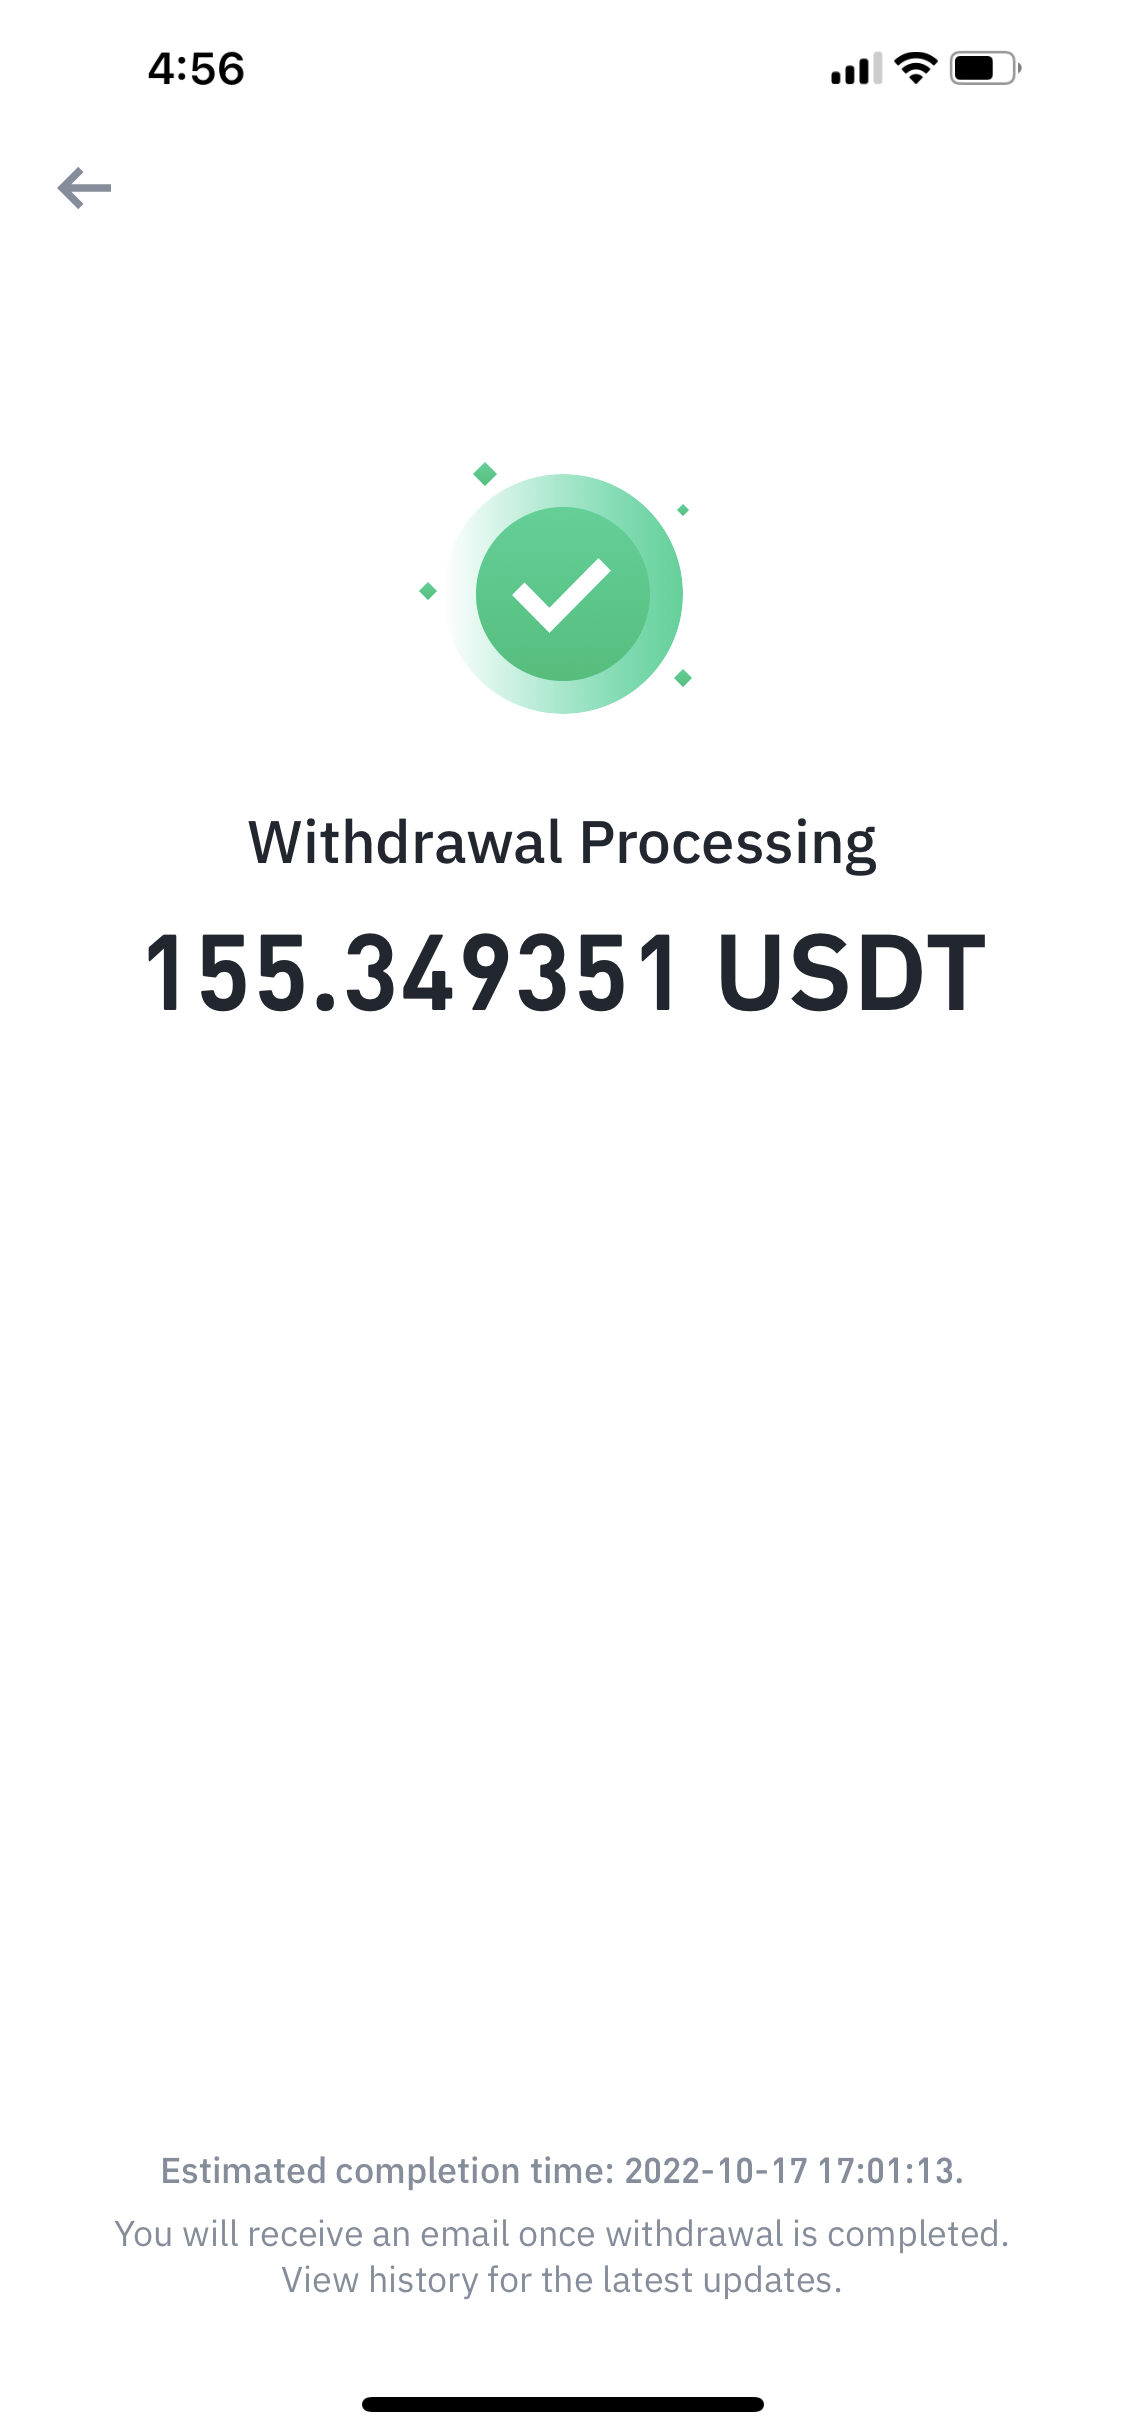 4:56
Withdrawal Processing
155.349351 USDT
Estimated completion time: 2022-10-17 17:01:13.
You will receive an email once withdrawal is completed.
View history for the latest updates.